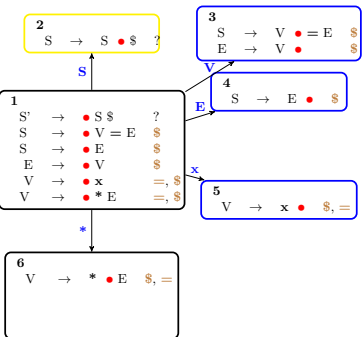 2
S → S • $ ?
3
S → V • = E $
E → V • $
S
V
4
S → E • $
E
1
S' → • S $ ?
S → • V = E $
S → • E $
E → • V $
V → • x =, $
V → • * E =, $
x
5
V → x • $, =
*
6
V → * • E $, =